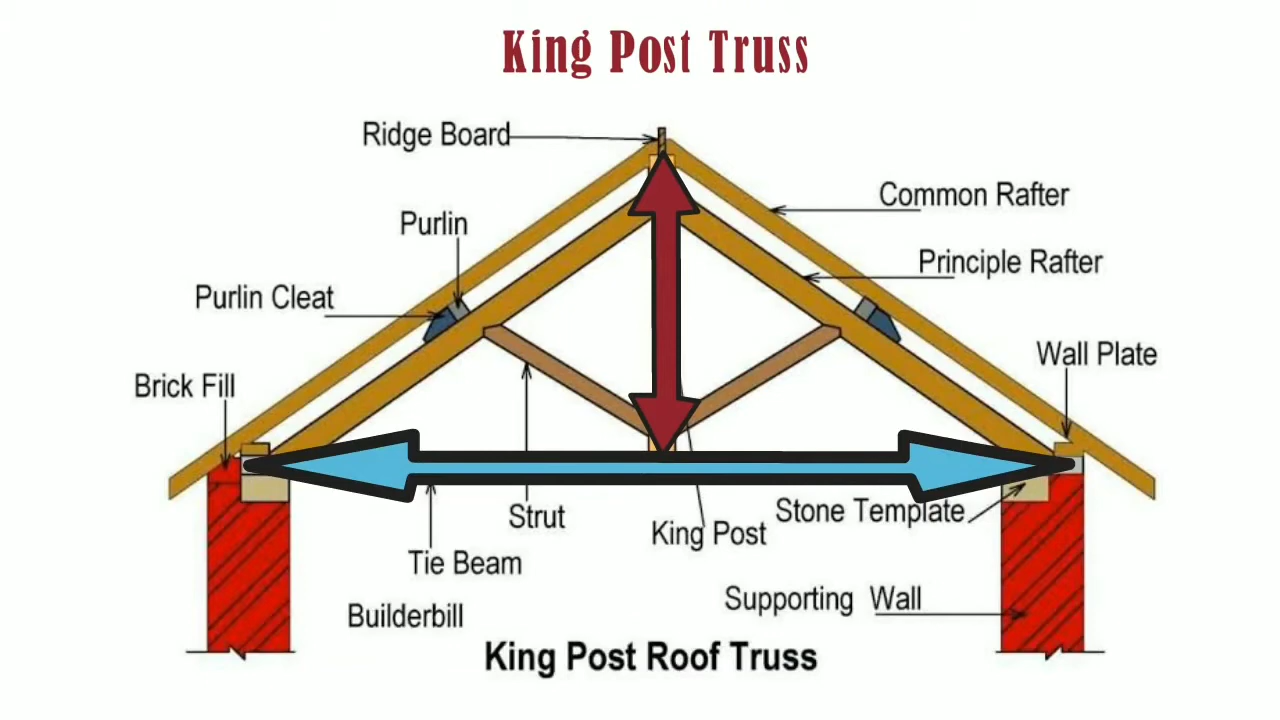 King Post Truss
Ridge Board
Common Rafter
Purlin
Principle Rafter
Purlin Cleat
Wall Plate
Brick Fill
Strut
King Post
Stone Template
Tie Beam
Supporting Wall
Builderbill
King Post Roof Truss